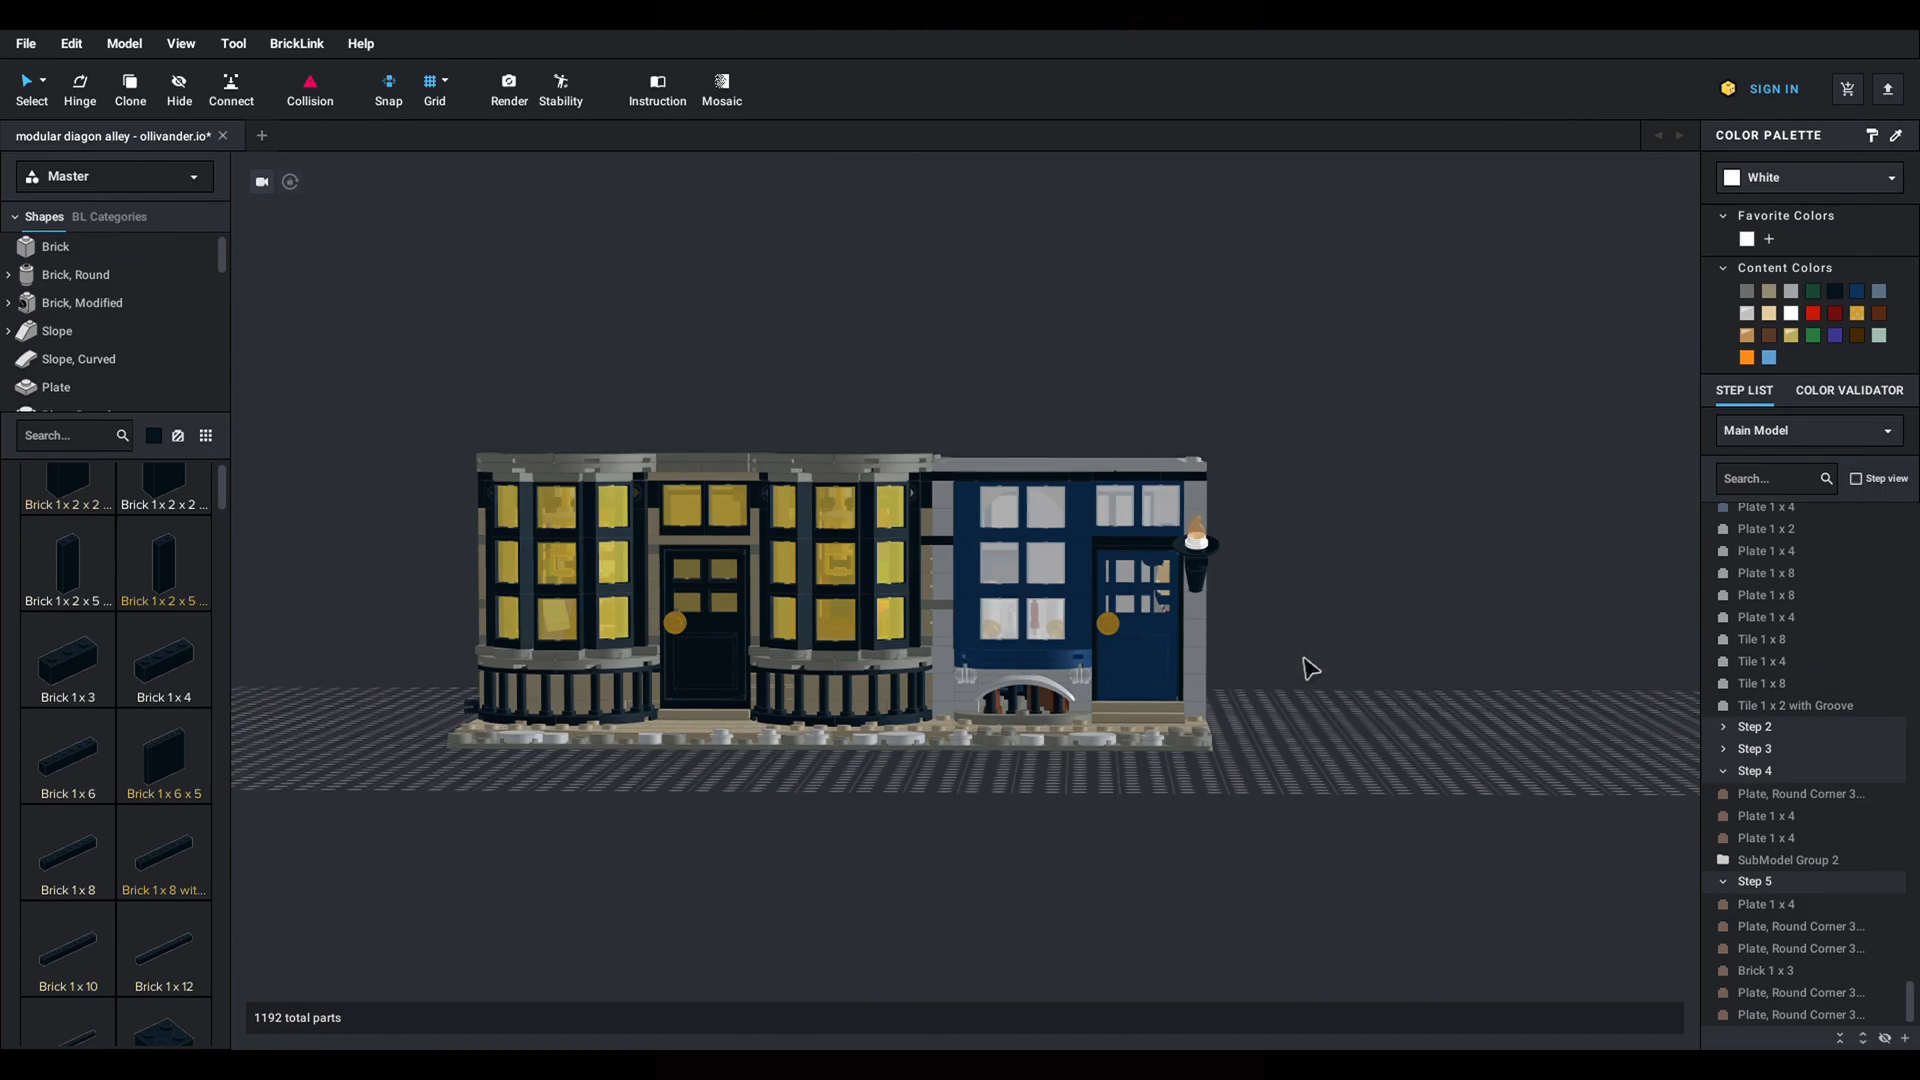 File Edit Model View Tool BrickLink Help
Select Hinge Clone Hide Connect Collision Snap Grid Render Stability Instruction Mosaic
SIGN IN
modular diagon alley - ollivander.io*
Master
Shapes BL Categories
Brick
Brick, Round
Brick, Modified
Slope
Slope, Curved
Plate
Search...
Brick 1 x 2 x 2 ... Brick 1 x 2 x 2 ...
Brick 1 x 2 x 5 ... Brick 1 x 2 x 5 ...
Brick 1 x 3 Brick 1 x 4
Brick 1 x 6 Brick 1 x 6 x 5
Brick 1 x 8 Brick 1 x 8 wit...
Brick 1 x 10 Brick 1 x 12
1192 total parts
COLOR PALETTE
White
Favorite Colors
Content Colors
STEP LIST COLOR VALIDATOR
Main Model
Search... Step view
Plate 1 x 4
Plate 1 x 2
Plate 1 x 4
Plate 1 x 8
Plate 1 x 8
Plate 1 x 4
Tile 1 x 8
Tile 1 x 4
Tile 1 x 8
Tile 1 x 2 with Groove
Step 2
Step 3
Step 4
Plate, Round Corner 3...
Plate 1 x 4
Plate 1 x 4
SubModel Group 2
Step 5
Plate 1 x 4
Plate, Round Corner 3...
Plate, Round Corner 3...
Brick 1 x 3
Plate, Round Corner 3...
Plate, Round Corner 3...